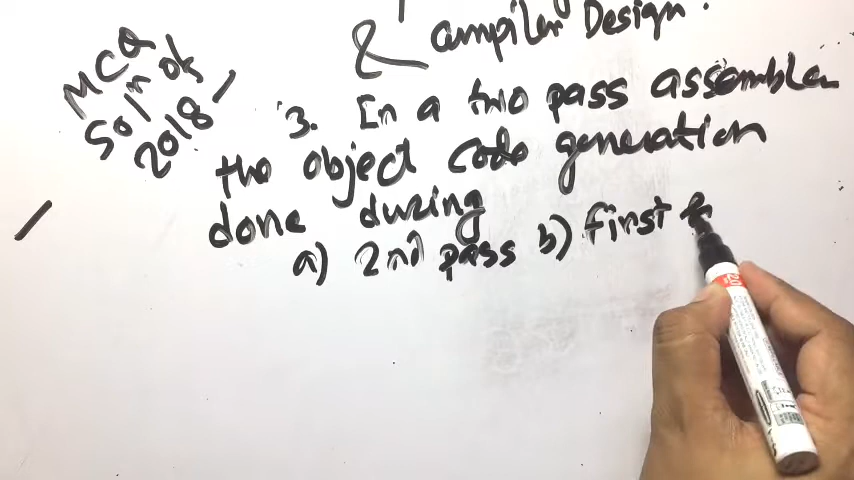 & Compiler Design.
MCQ
Solⁿ of
2018
3. In a two pass assembler
the object code generation
done during
a) 2nd pass b) first